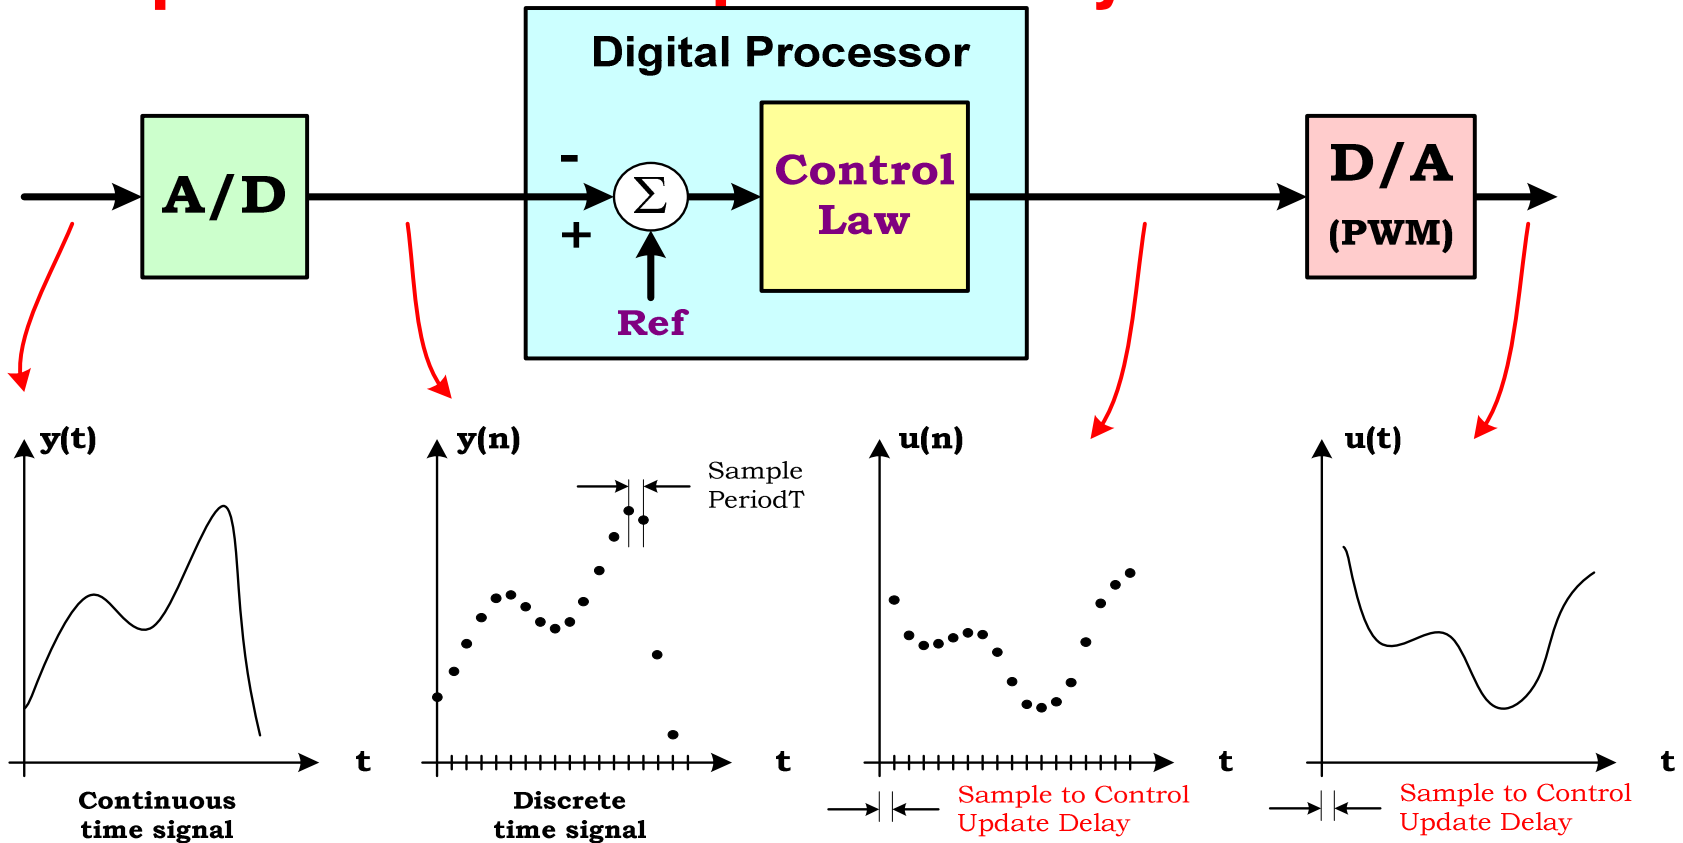 Digital Processor
A/D
-
+
Σ
Ref
Control
Law
D/A
(PWM)
y(t)
t
Continuous
time signal
y(n)
Sample
PeriodT
t
Discrete
time signal
u(n)
t
Sample to Control
Update Delay
u(t)
t
Sample to Control
Update Delay